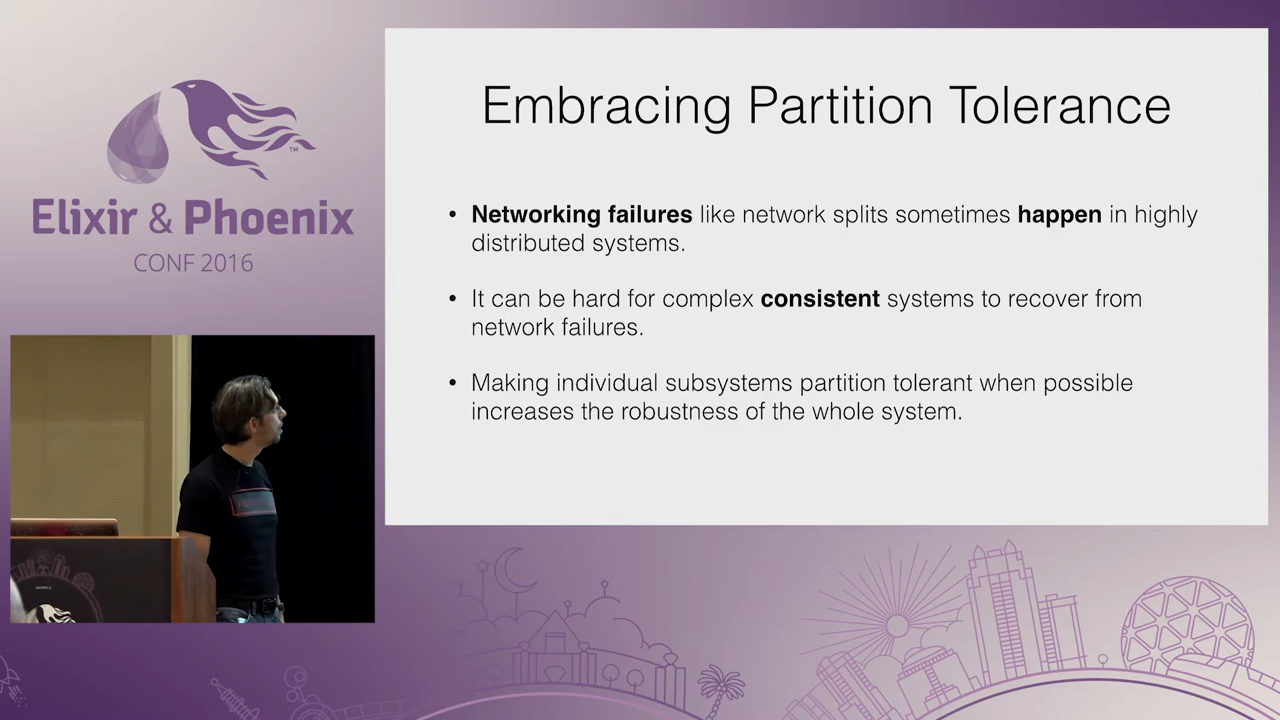 Elixir & Phoenix
™
CONF 2016
Embracing Partition Tolerance
• Networking failures like network splits sometimes happen in highly
distributed systems.
• It can be hard for complex consistent systems to recover from
network failures.
• Making individual subsystems partition tolerant when possible
increases the robustness of the whole system.